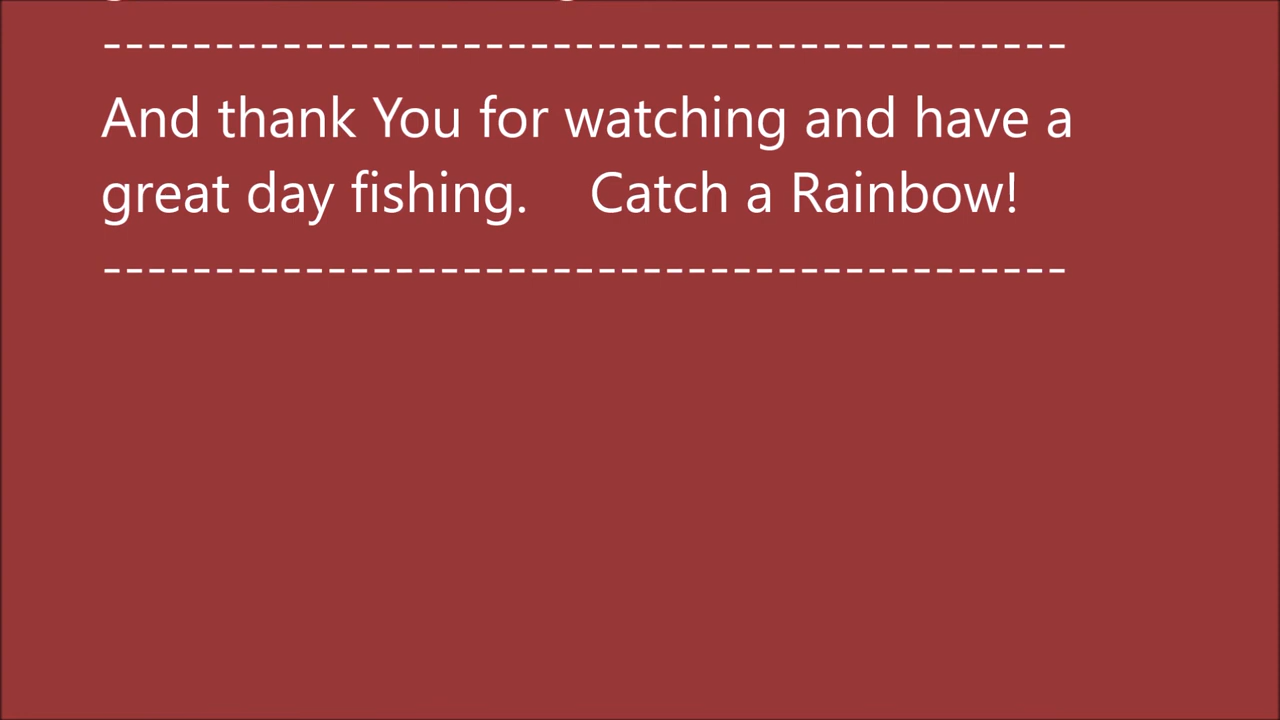 -------------------------------------------
And thank You for watching and have a
great day fishing.    Catch a Rainbow!
-------------------------------------------